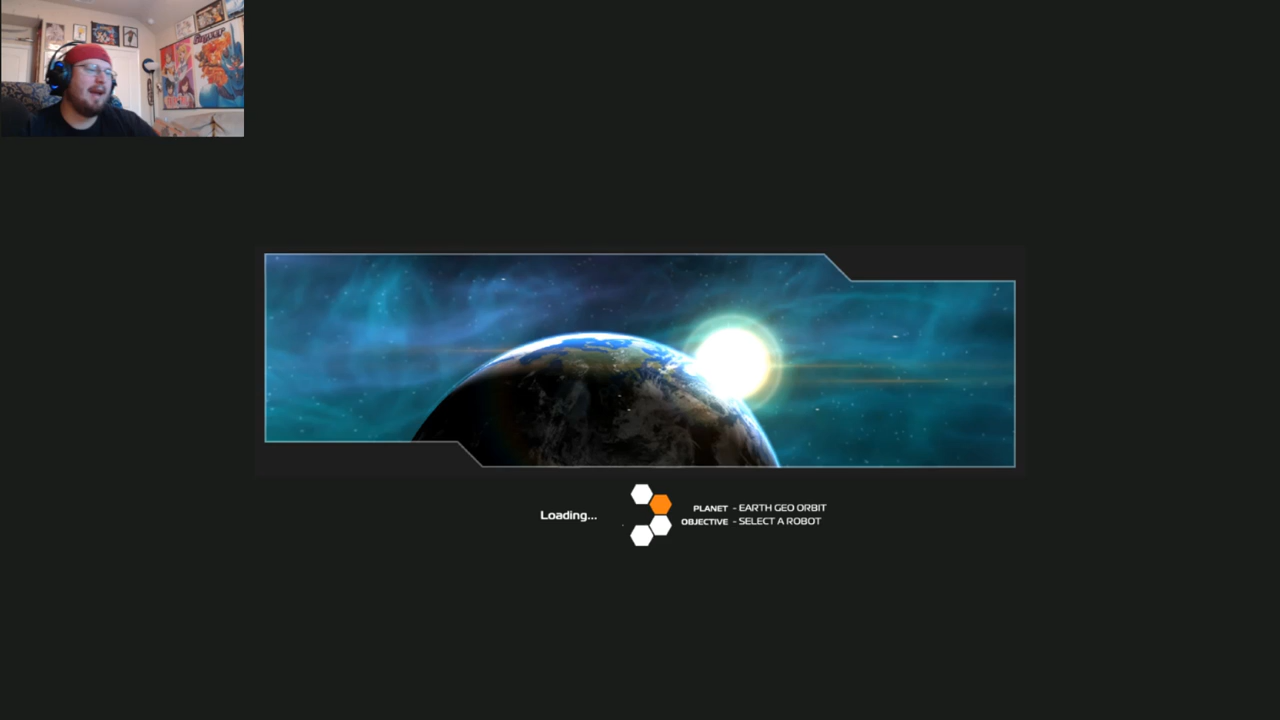 Loading...
PLANET - EARTH GEO ORBIT
OBJECTIVE - SELECT A ROBOT